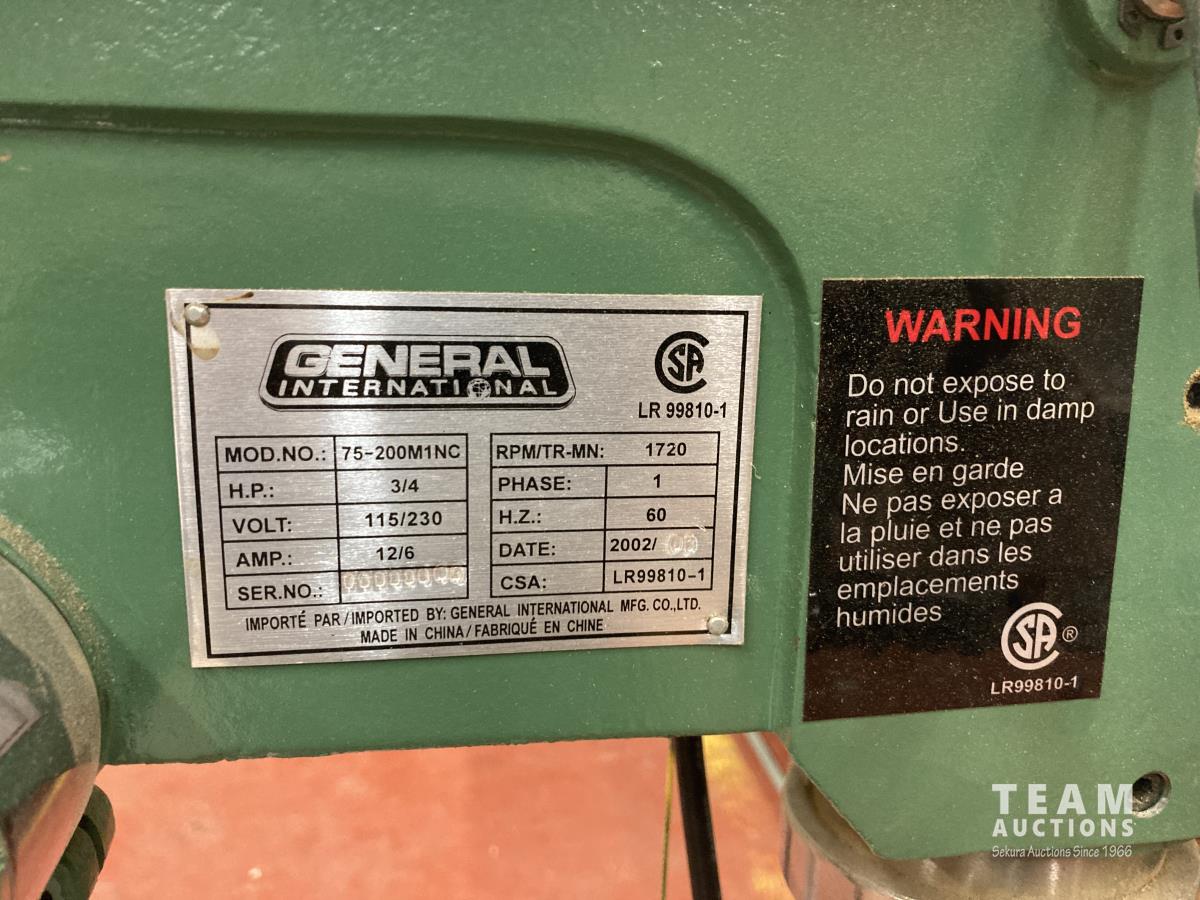 GENERAL
INTERNATIONAL
CSA
LR 99810-1
MOD.NO.: 75-200M1NC
H.P.: 3/4
VOLT: 115/230
AMP.: 12/6
SER.NO.:
RPM/TR-MN: 1720
PHASE: 1
H.Z.: 60
DATE: 2002/
CSA: LR99810-1
IMPORTÉ PAR/IMPORTED BY: GENERAL INTERNATIONAL MFG. CO.,LTD.
MADE IN CHINA/FABRIQUÉ EN CHINE
WARNING
Do not expose to
rain or Use in damp
locations.
Mise en garde
Ne pas exposer a
la pluie et ne pas
utiliser dans les
emplacements
humides
CSA ®
LR99810-1
TEAM
AUCTIONS
Sekura Auctions Since 1966